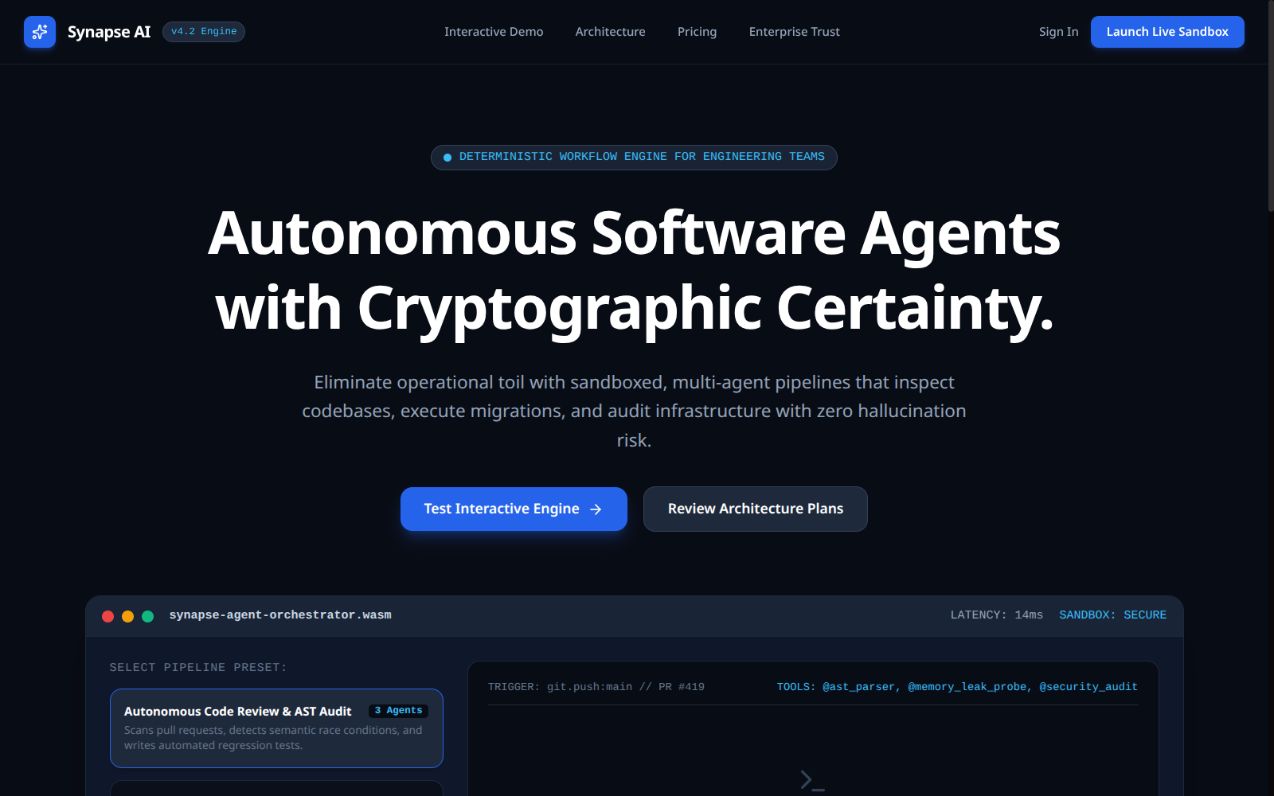 Synapse AI
v4.2 Engine
Interactive Demo
Architecture
Pricing
Enterprise Trust
Sign In
Launch Live Sandbox
DETERMINISTIC WORKFLOW ENGINE FOR ENGINEERING TEAMS
Autonomous Software Agents
with Cryptographic Certainty.
Eliminate operational toil with sandboxed, multi-agent pipelines that inspect
codebases, execute migrations, and audit infrastructure with zero hallucination
risk.
Test Interactive Engine
Review Architecture Plans
synapse-agent-orchestrator.wasm
LATENCY: 14ms
SANDBOX: SECURE
SELECT PIPELINE PRESET:
Autonomous Code Review & AST Audit
3 Agents
Scans pull requests, detects semantic race conditions, and
writes automated regression tests.
TRIGGER: git.push:main // PR #419
TOOLS: @ast_parser, @memory_leak_probe, @security_audit